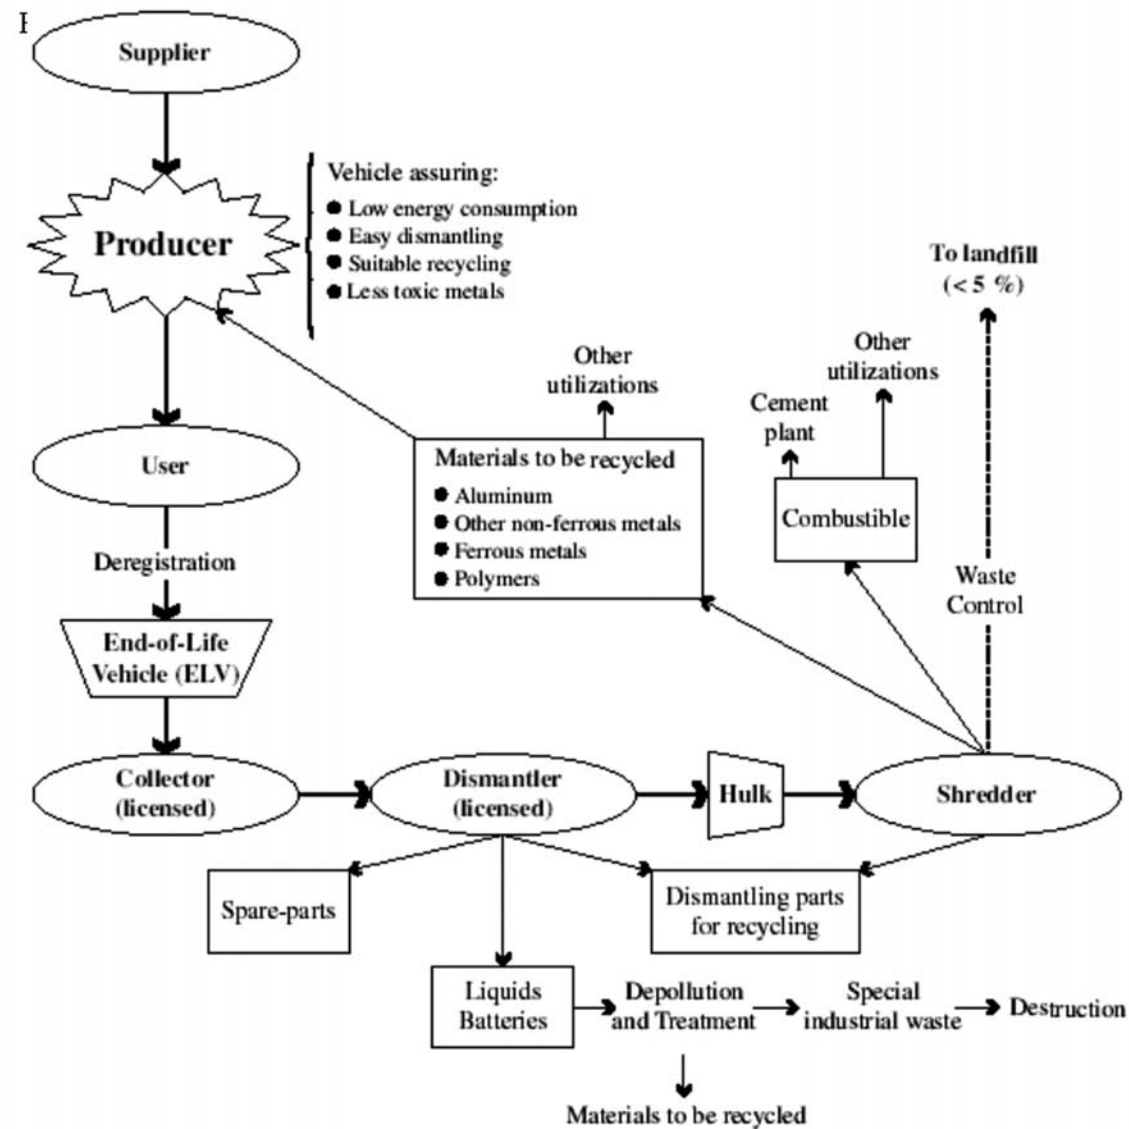 Supplier
Producer
Vehicle assuring:
● Low energy consumption
● Easy dismantling
● Suitable recycling
● Less toxic metals
To landfill
(< 5 %)
Other
utilizations
Other
utilizations
Cement
plant
User
Materials to be recycled
● Aluminum
● Other non-ferrous metals
● Ferrous metals
● Polymers
Combustible
Deregistration
Waste
Control
End-of-Life
Vehicle (ELV)
Collector
(licensed)
Dismantler
(licensed)
Hulk
Shredder
Spare-parts
Dismantling parts
for recycling
Liquids
Batteries
Depollution
and Treatment
Special
industrial waste
Destruction
Materials to be recycled